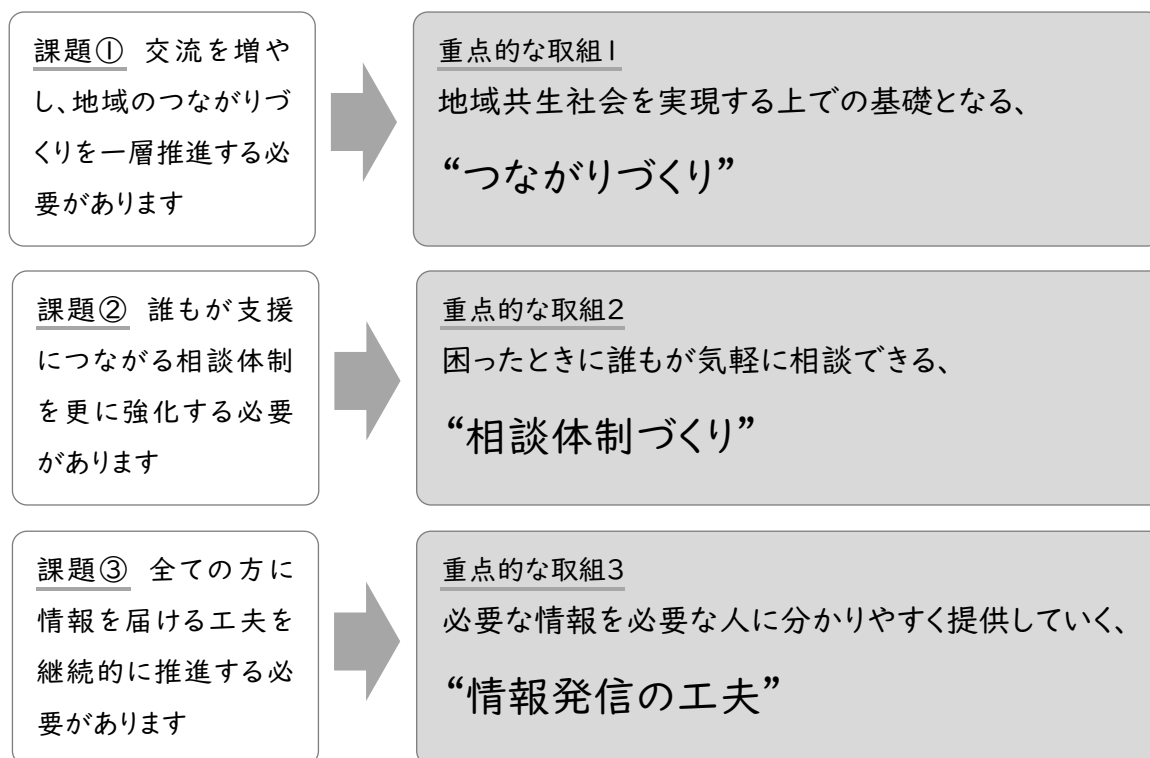 課題① 交流を増や
し、地域のつながりづ
くりを一層推進する必
要があります
重点的な取組1
地域共生社会を実現する上での基礎となる、
“つながりづくり”
課題② 誰もが支援
につながる相談体制
を更に強化する必要
があります
重点的な取組2
困ったときに誰もが気軽に相談できる、
“相談体制づくり”
課題③ 全ての方に
情報を届ける工夫を
継続的に推進する必
要があります
重点的な取組3
必要な情報を必要な人に分かりやすく提供していく、
“情報発信の工夫”